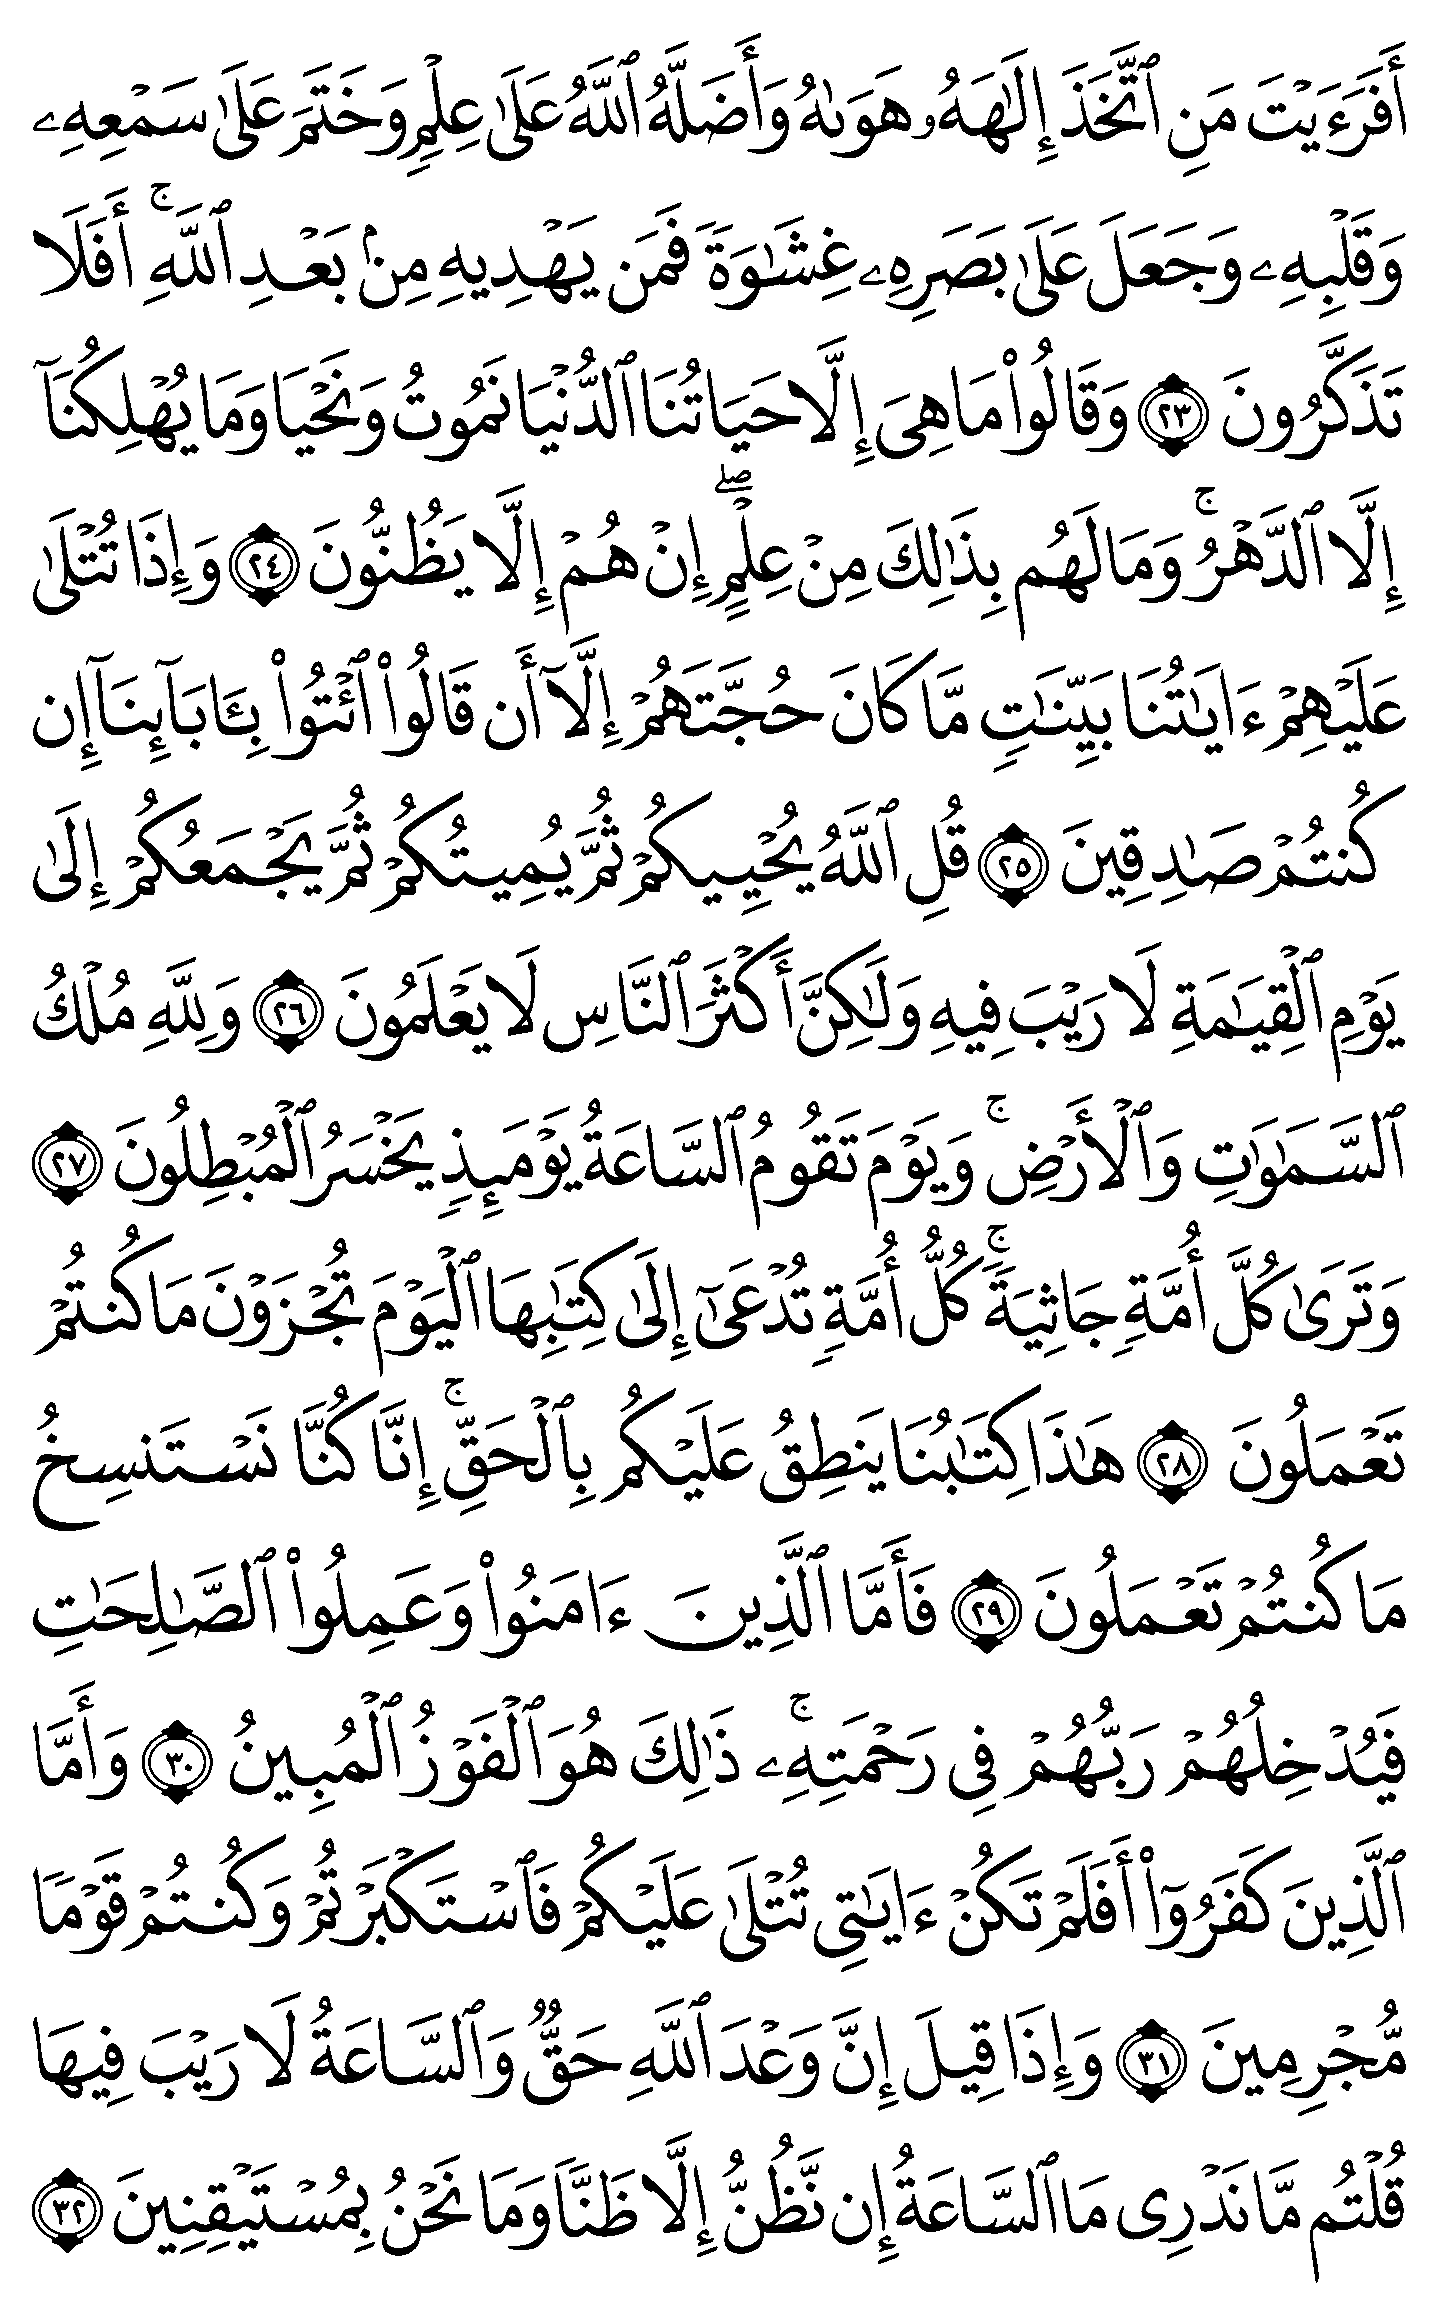 أَفَرَءَيۡتَ مَنِ ٱتَّخَذَ إِلَٰهَهُۥ هَوَىٰهُ وَأَضَلَّهُ ٱللَّهُ عَلَىٰ عِلۡمٖ وَخَتَمَ عَلَىٰ سَمۡعِهِۦ
وَقَلۡبِهِۦ وَجَعَلَ عَلَىٰ بَصَرِهِۦ غِشَٰوَةٗ فَمَن يَهۡدِيهِ مِنۢ بَعۡدِ ٱللَّهِۚ أَفَلَا
تَذَكَّرُونَ ٢٣ وَقَالُواْ مَا هِيَ إِلَّا حَيَاتُنَا ٱلدُّنۡيَا نَمُوتُ وَنَحۡيَا وَمَا يُهۡلِكُنَآ
إِلَّا ٱلدَّهۡرُۚ وَمَا لَهُم بِذَٰلِكَ مِنۡ عِلۡمٍۖ إِنۡ هُمۡ إِلَّا يَظُنُّونَ ٢٤ وَإِذَا تُتۡلَىٰ
عَلَيۡهِمۡ ءَايَٰتُنَا بَيِّنَٰتٖ مَّا كَانَ حُجَّتَهُمۡ إِلَّآ أَن قَالُواْ ٱئۡتُواْ بِـَٔابَآئِنَآ إِن
كُنتُمۡ صَٰدِقِينَ ٢٥ قُلِ ٱللَّهُ يُحۡيِيكُمۡ ثُمَّ يُمِيتُكُمۡ ثُمَّ يَجۡمَعُكُمۡ إِلَىٰ
يَوۡمِ ٱلۡقِيَٰمَةِ لَا رَيۡبَ فِيهِ وَلَٰكِنَّ أَكۡثَرَ ٱلنَّاسِ لَا يَعۡلَمُونَ ٢٦ وَلِلَّهِ مُلۡكُ
ٱلسَّمَٰوَٰتِ وَٱلۡأَرۡضِۚ وَيَوۡمَ تَقُومُ ٱلسَّاعَةُ يَوۡمَئِذٖ يَخۡسَرُ ٱلۡمُبۡطِلُونَ ٢٧
وَتَرَىٰ كُلَّ أُمَّةٖ جَاثِيَةٗۚ كُلُّ أُمَّةٖ تُدۡعَىٰٓ إِلَىٰ كِتَٰبِهَا ٱلۡيَوۡمَ تُجۡزَوۡنَ مَا كُنتُمۡ
تَعۡمَلُونَ ٢٨ هَٰذَا كِتَٰبُنَا يَنطِقُ عَلَيۡكُم بِٱلۡحَقِّۚ إِنَّا كُنَّا نَسۡتَنسِخُ
مَا كُنتُمۡ تَعۡمَلُونَ ٢٩ فَأَمَّا ٱلَّذِينَ ءَامَنُواْ وَعَمِلُواْ ٱلصَّٰلِحَٰتِ
فَيُدۡخِلُهُمۡ رَبُّهُمۡ فِي رَحۡمَتِهِۦۚ ذَٰلِكَ هُوَ ٱلۡفَوۡزُ ٱلۡمُبِينُ ٣٠ وَأَمَّا
ٱلَّذِينَ كَفَرُوٓاْ أَفَلَمۡ تَكُنۡ ءَايَٰتِي تُتۡلَىٰ عَلَيۡكُمۡ فَٱسۡتَكۡبَرۡتُمۡ وَكُنتُمۡ قَوۡمٗا
مُّجۡرِمِينَ ٣١ وَإِذَا قِيلَ إِنَّ وَعۡدَ ٱللَّهِ حَقّٞ وَٱلسَّاعَةُ لَا رَيۡبَ فِيهَا
قُلۡتُم مَّا نَدۡرِي مَا ٱلسَّاعَةُ إِن نَّظُنُّ إِلَّا ظَنّٗا وَمَا نَحۡنُ بِمُسۡتَيۡقِنِينَ ٣٢